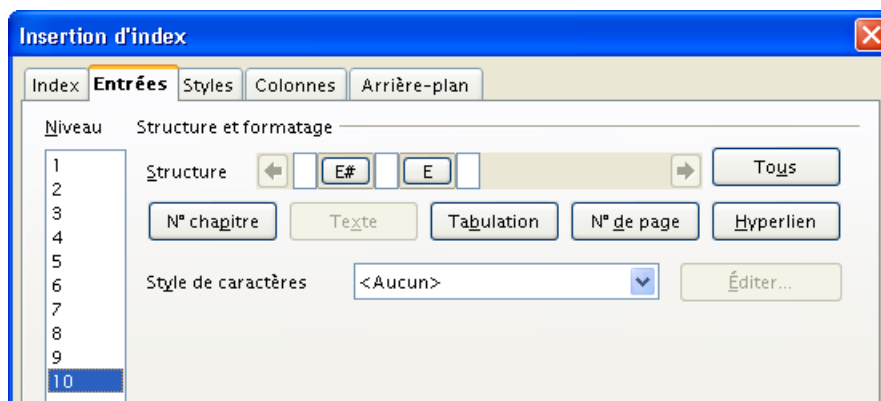 Insertion d'index
Index Entrées Styles Colonnes Arrière-plan
Niveau Structure et formatage
1
2
3
4
5
6
7
8
9
10
Structure E# E Tous
N° chapitre Texte Tabulation N° de page Hyperlien
Style de caractères <Aucun> Éditer...